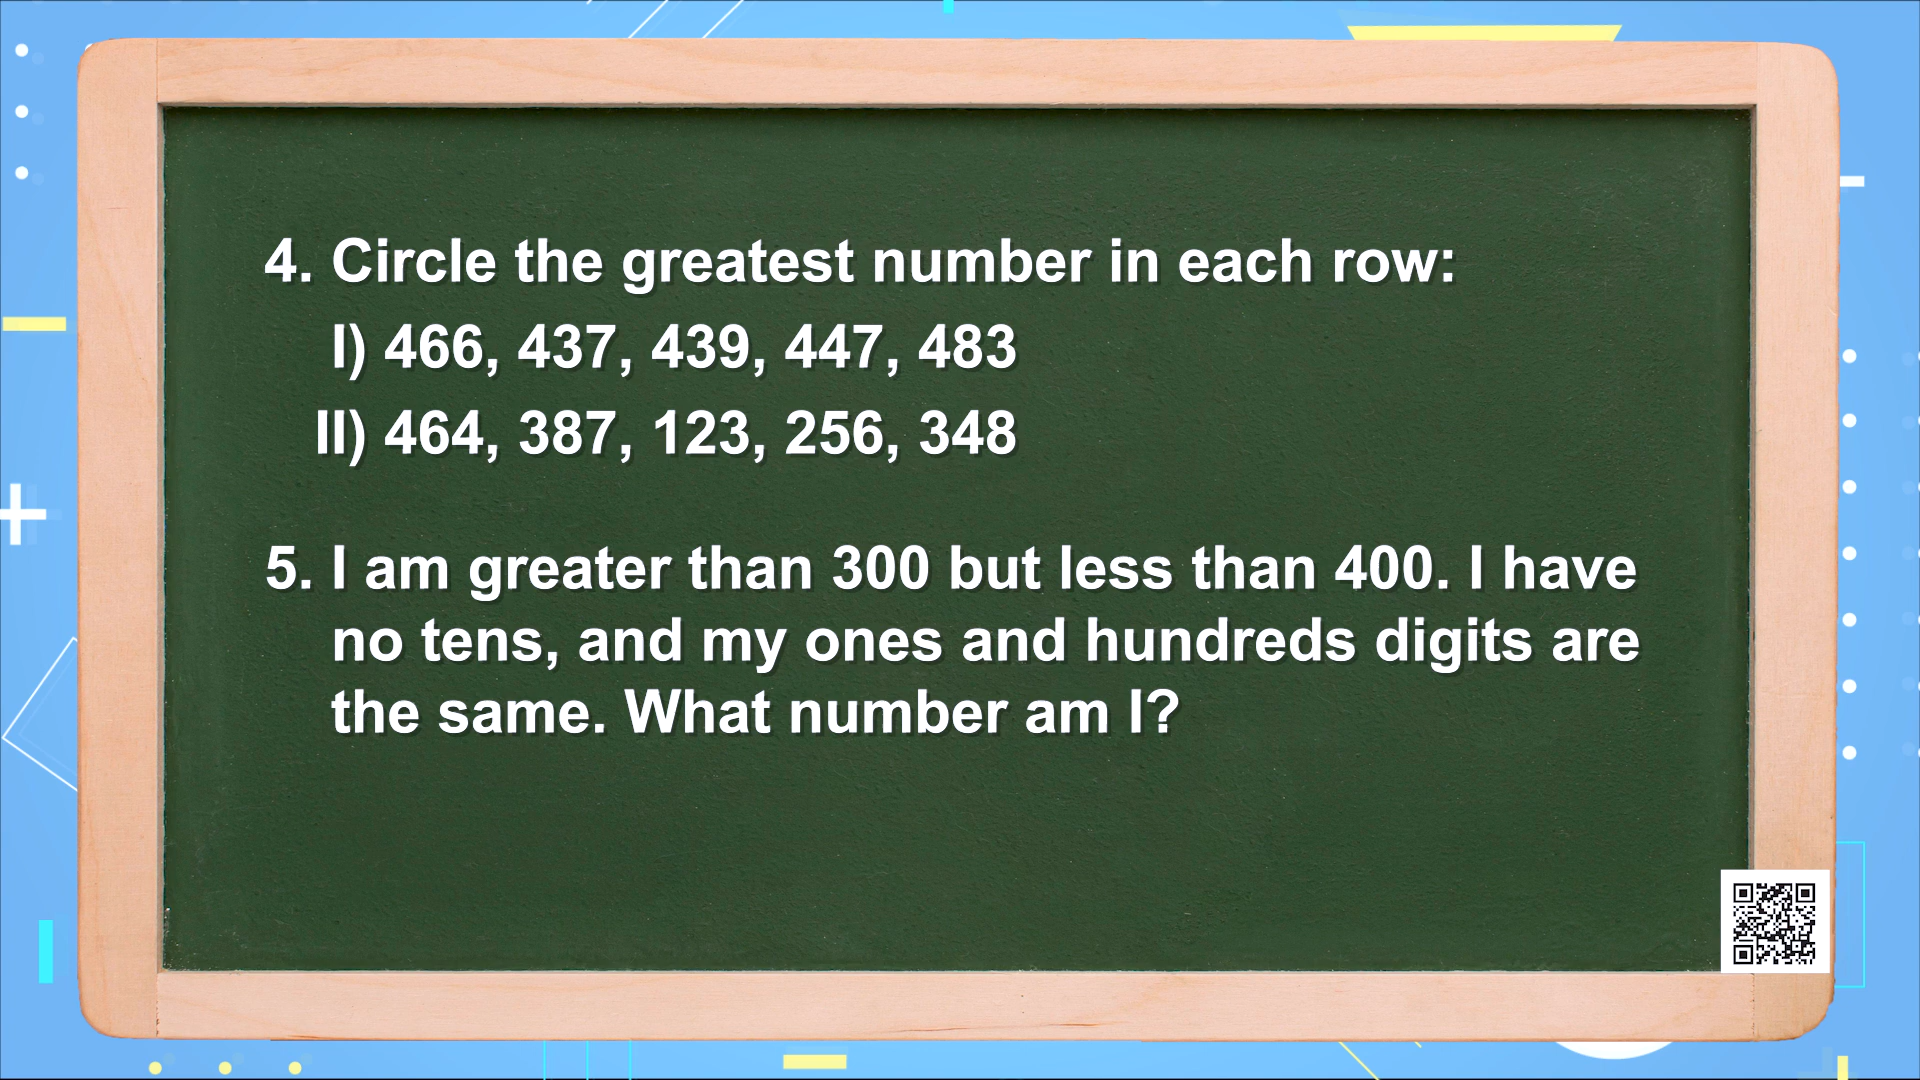 4. Circle the greatest number in each row:
I) 466, 437, 439, 447, 483
II) 464, 387, 123, 256, 348
5. I am greater than 300 but less than 400. I have
no tens, and my ones and hundreds digits are
the same. What number am I?